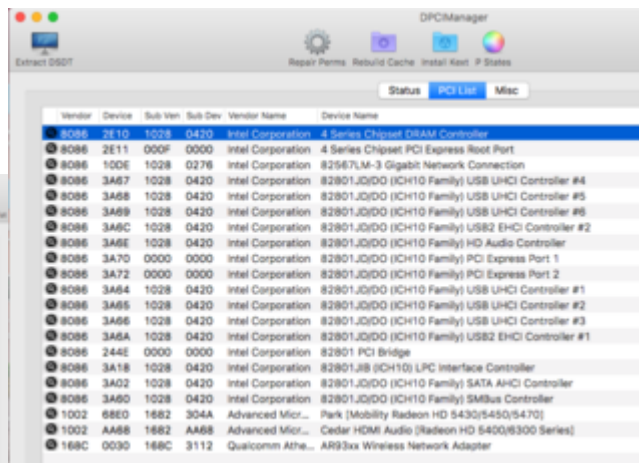 DPCIManager
Extract DSDT
Repair Perms Rebuild Cache Install Kext P States
Status PCI List Misc
Vendor Device Sub Ven Sub Dev Vendor Name Device Name
8086 2E10 1028 0420 Intel Corporation 4 Series Chipset DRAM Controller
8086 2E11 000F 0000 Intel Corporation 4 Series Chipset PCI Express Root Port
8086 10DE 1028 0276 Intel Corporation 82567LM-3 Gigabit Network Connection
8086 3A67 1028 0420 Intel Corporation 82801JD/DO (ICH10 Family) USB UHCI Controller #4
8086 3A68 1028 0420 Intel Corporation 82801JD/DO (ICH10 Family) USB UHCI Controller #5
8086 3A69 1028 0420 Intel Corporation 82801JD/DO (ICH10 Family) USB UHCI Controller #6
8086 3A6C 1028 0420 Intel Corporation 82801JD/DO (ICH10 Family) USB2 EHCI Controller #2
8086 3A6E 1028 0420 Intel Corporation 82801JD/DO (ICH10 Family) HD Audio Controller
8086 3A70 0000 0000 Intel Corporation 82801JD/DO (ICH10 Family) PCI Express Port 1
8086 3A72 0000 0000 Intel Corporation 82801JD/DO (ICH10 Family) PCI Express Port 2
8086 3A64 1028 0420 Intel Corporation 82801JD/DO (ICH10 Family) USB UHCI Controller #1
8086 3A65 1028 0420 Intel Corporation 82801JD/DO (ICH10 Family) USB UHCI Controller #2
8086 3A66 1028 0420 Intel Corporation 82801JD/DO (ICH10 Family) USB UHCI Controller #3
8086 3A6A 1028 0420 Intel Corporation 82801JD/DO (ICH10 Family) USB2 EHCI Controller #1
8086 244E 0000 0000 Intel Corporation 82801 PCI Bridge
8086 3A18 1028 0420 Intel Corporation 82801JIB (ICH10) LPC Interface Controller
8086 3A02 1028 0420 Intel Corporation 82801JD/DO (ICH10 Family) SATA AHCI Controller
8086 3A60 1028 0420 Intel Corporation 82801JD/DO (ICH10 Family) SMBus Controller
1002 68E0 1682 304A Advanced Micr... Park [Mobility Radeon HD 5430/5450/5470]
1002 AA68 1682 AA68 Advanced Micr... Cedar HDMI Audio [Radeon HD 5400/6300 Series]
168C 0030 168C 3112 Qualcomm Athe... AR93xx Wireless Network Adapter